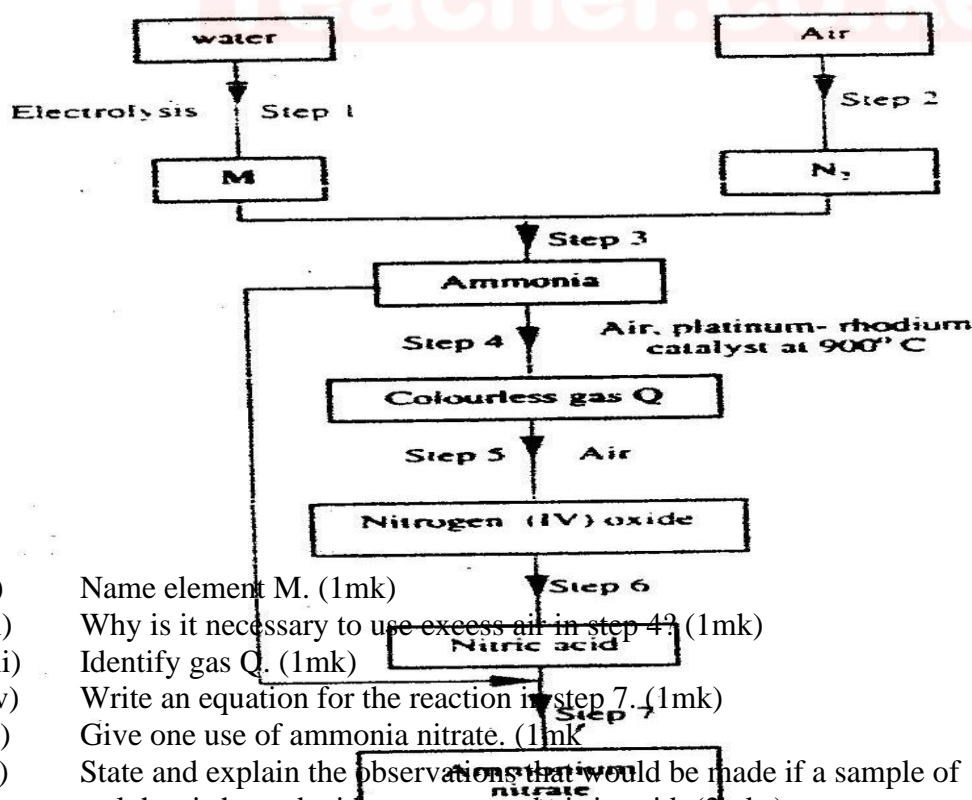 Teacher.co.ke
water
Air
Electrolysis
Step 1
Step 2
M
N₂
Step 3
Ammonia
Step 4
Air, platinum- rhodium
catalyst at 900° C
Colourless gas Q
Step 5
Air
Nitrogen (IV) oxide
Step 6
) Name element M. (1mk)
) Why is it necessary to use excess air in step 4? (1mk)
Nitric acid
i) Identify gas Q. (1mk)
v) Write an equation for the reaction in step 7. (1mk)
Step 7
) Give one use of ammonia nitrate. (1mk
) State and explain the observations that would be made if a sample of
Ammonium
nitrate